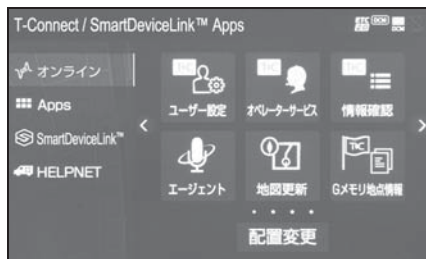 T-Connect / SmartDeviceLink™ Apps
オンライン
Apps
SmartDeviceLink™
HELPNET
ユーザー設定
オペレーターサービス
情報確認
エージェント
地図更新
Gメモリ地点情報
配置変更